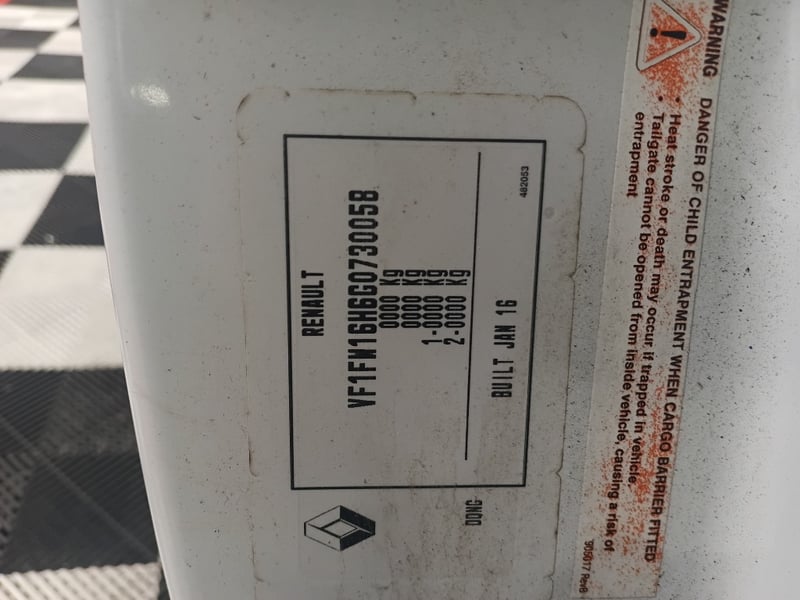 RENAULT
VF1FW16H6G0730058
0000 Kg
0000 Kg
1-0000 Kg
2-0000 Kg
482053
BUILT JAN 16
WARNING
DANGER OF CHILD ENTRAPMENT WHEN CARGO BARRIER FITTED
• Heat stroke or death may occur if trapped in vehicle.
• Tailgate cannot be opened from inside vehicle, causing a risk of
entrapment